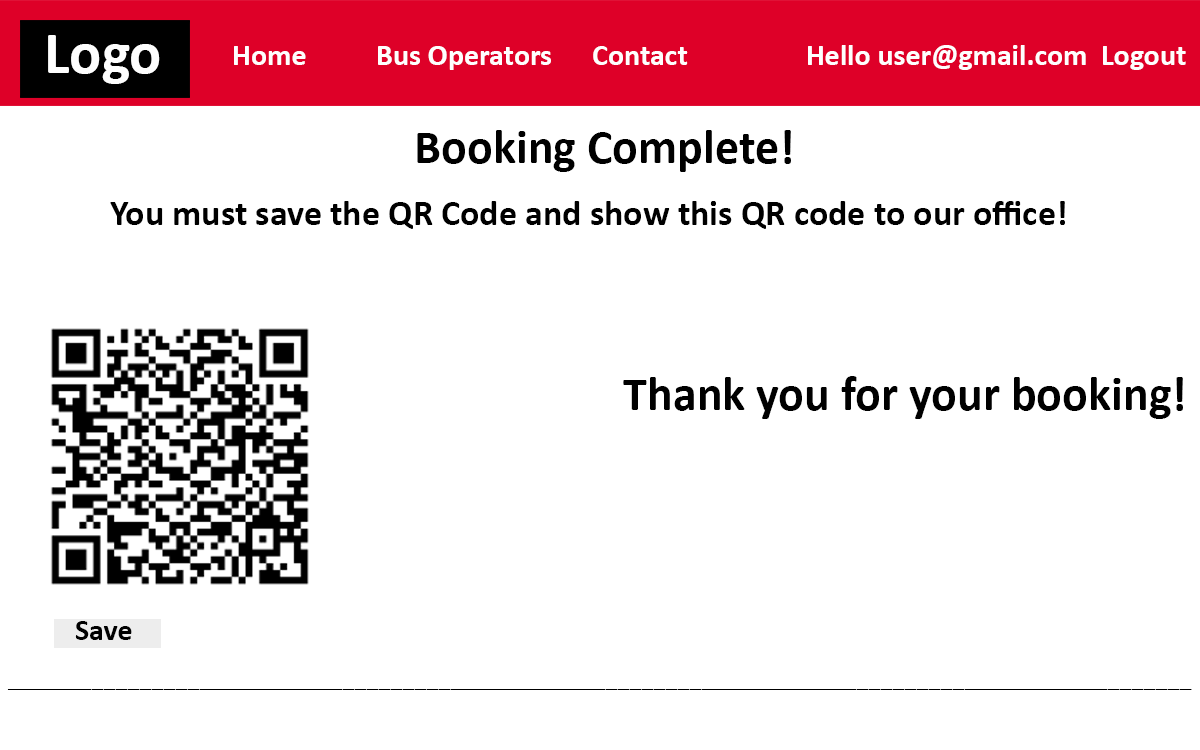 Logo Home Bus Operators Contact Hello user@gmail.com Logout
Booking Complete!
You must save the QR Code and show this QR code to our office!
Thank you for your booking!
Save